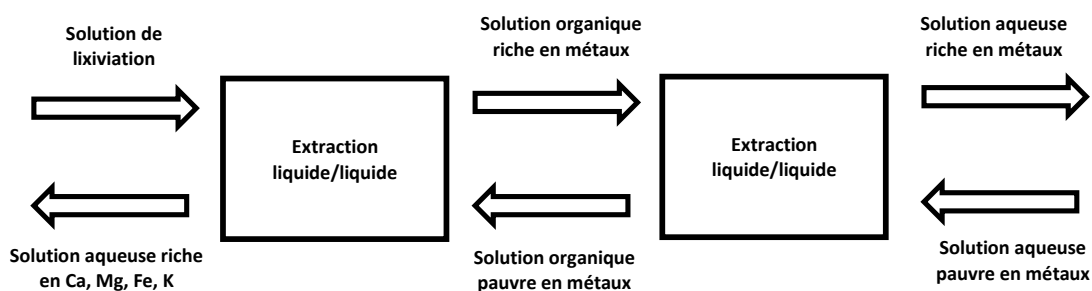 Solution de
lixiviation
Solution organique
riche en métaux
Solution aqueuse
riche en métaux
Extraction
liquide/liquide
Extraction
liquide/liquide
Solution aqueuse riche
en Ca, Mg, Fe, K
Solution organique
pauvre en métaux
Solution aqueuse
pauvre en métaux